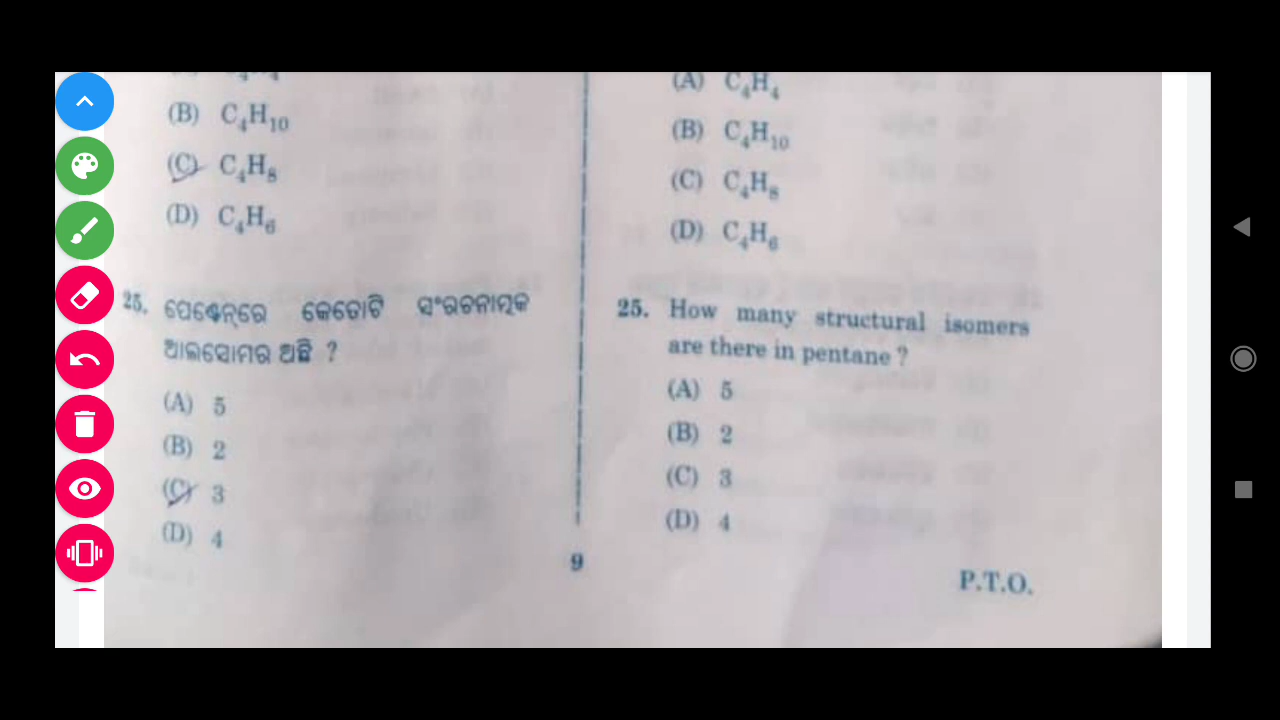 (B) C₄H₁₀
(C) C₄H₈
(D) C₄H₆
25. ପେଣ୍ଟେନ୍‌ରେ କେତୋଟି ସଂରଚନାତ୍ମକ
ଆଇସୋମର ଅଛି ?
(A) 5
(B) 2
(C) 3
(D) 4
(A) C₄H₄
(B) C₄H₁₀
(C) C₄H₈
(D) C₄H₆
25. How many structural isomers
are there in pentane ?
(A) 5
(B) 2
(C) 3
(D) 4
9
P.T.O.